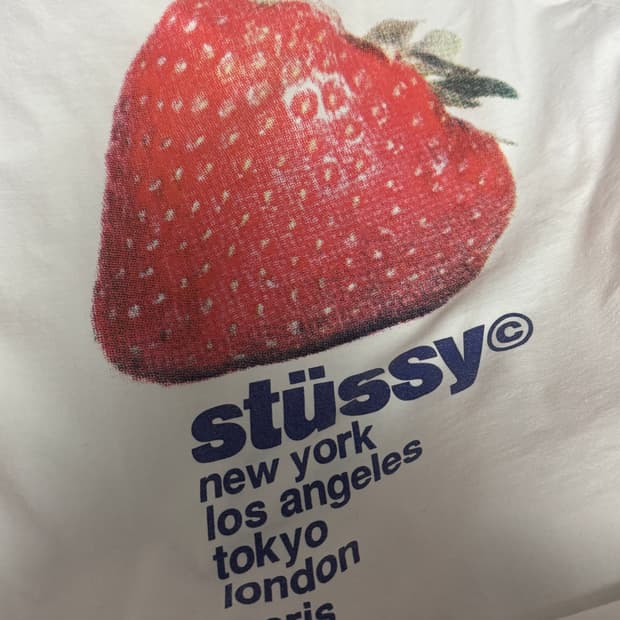 stüssy©
new york
los angeles
tokyo
london